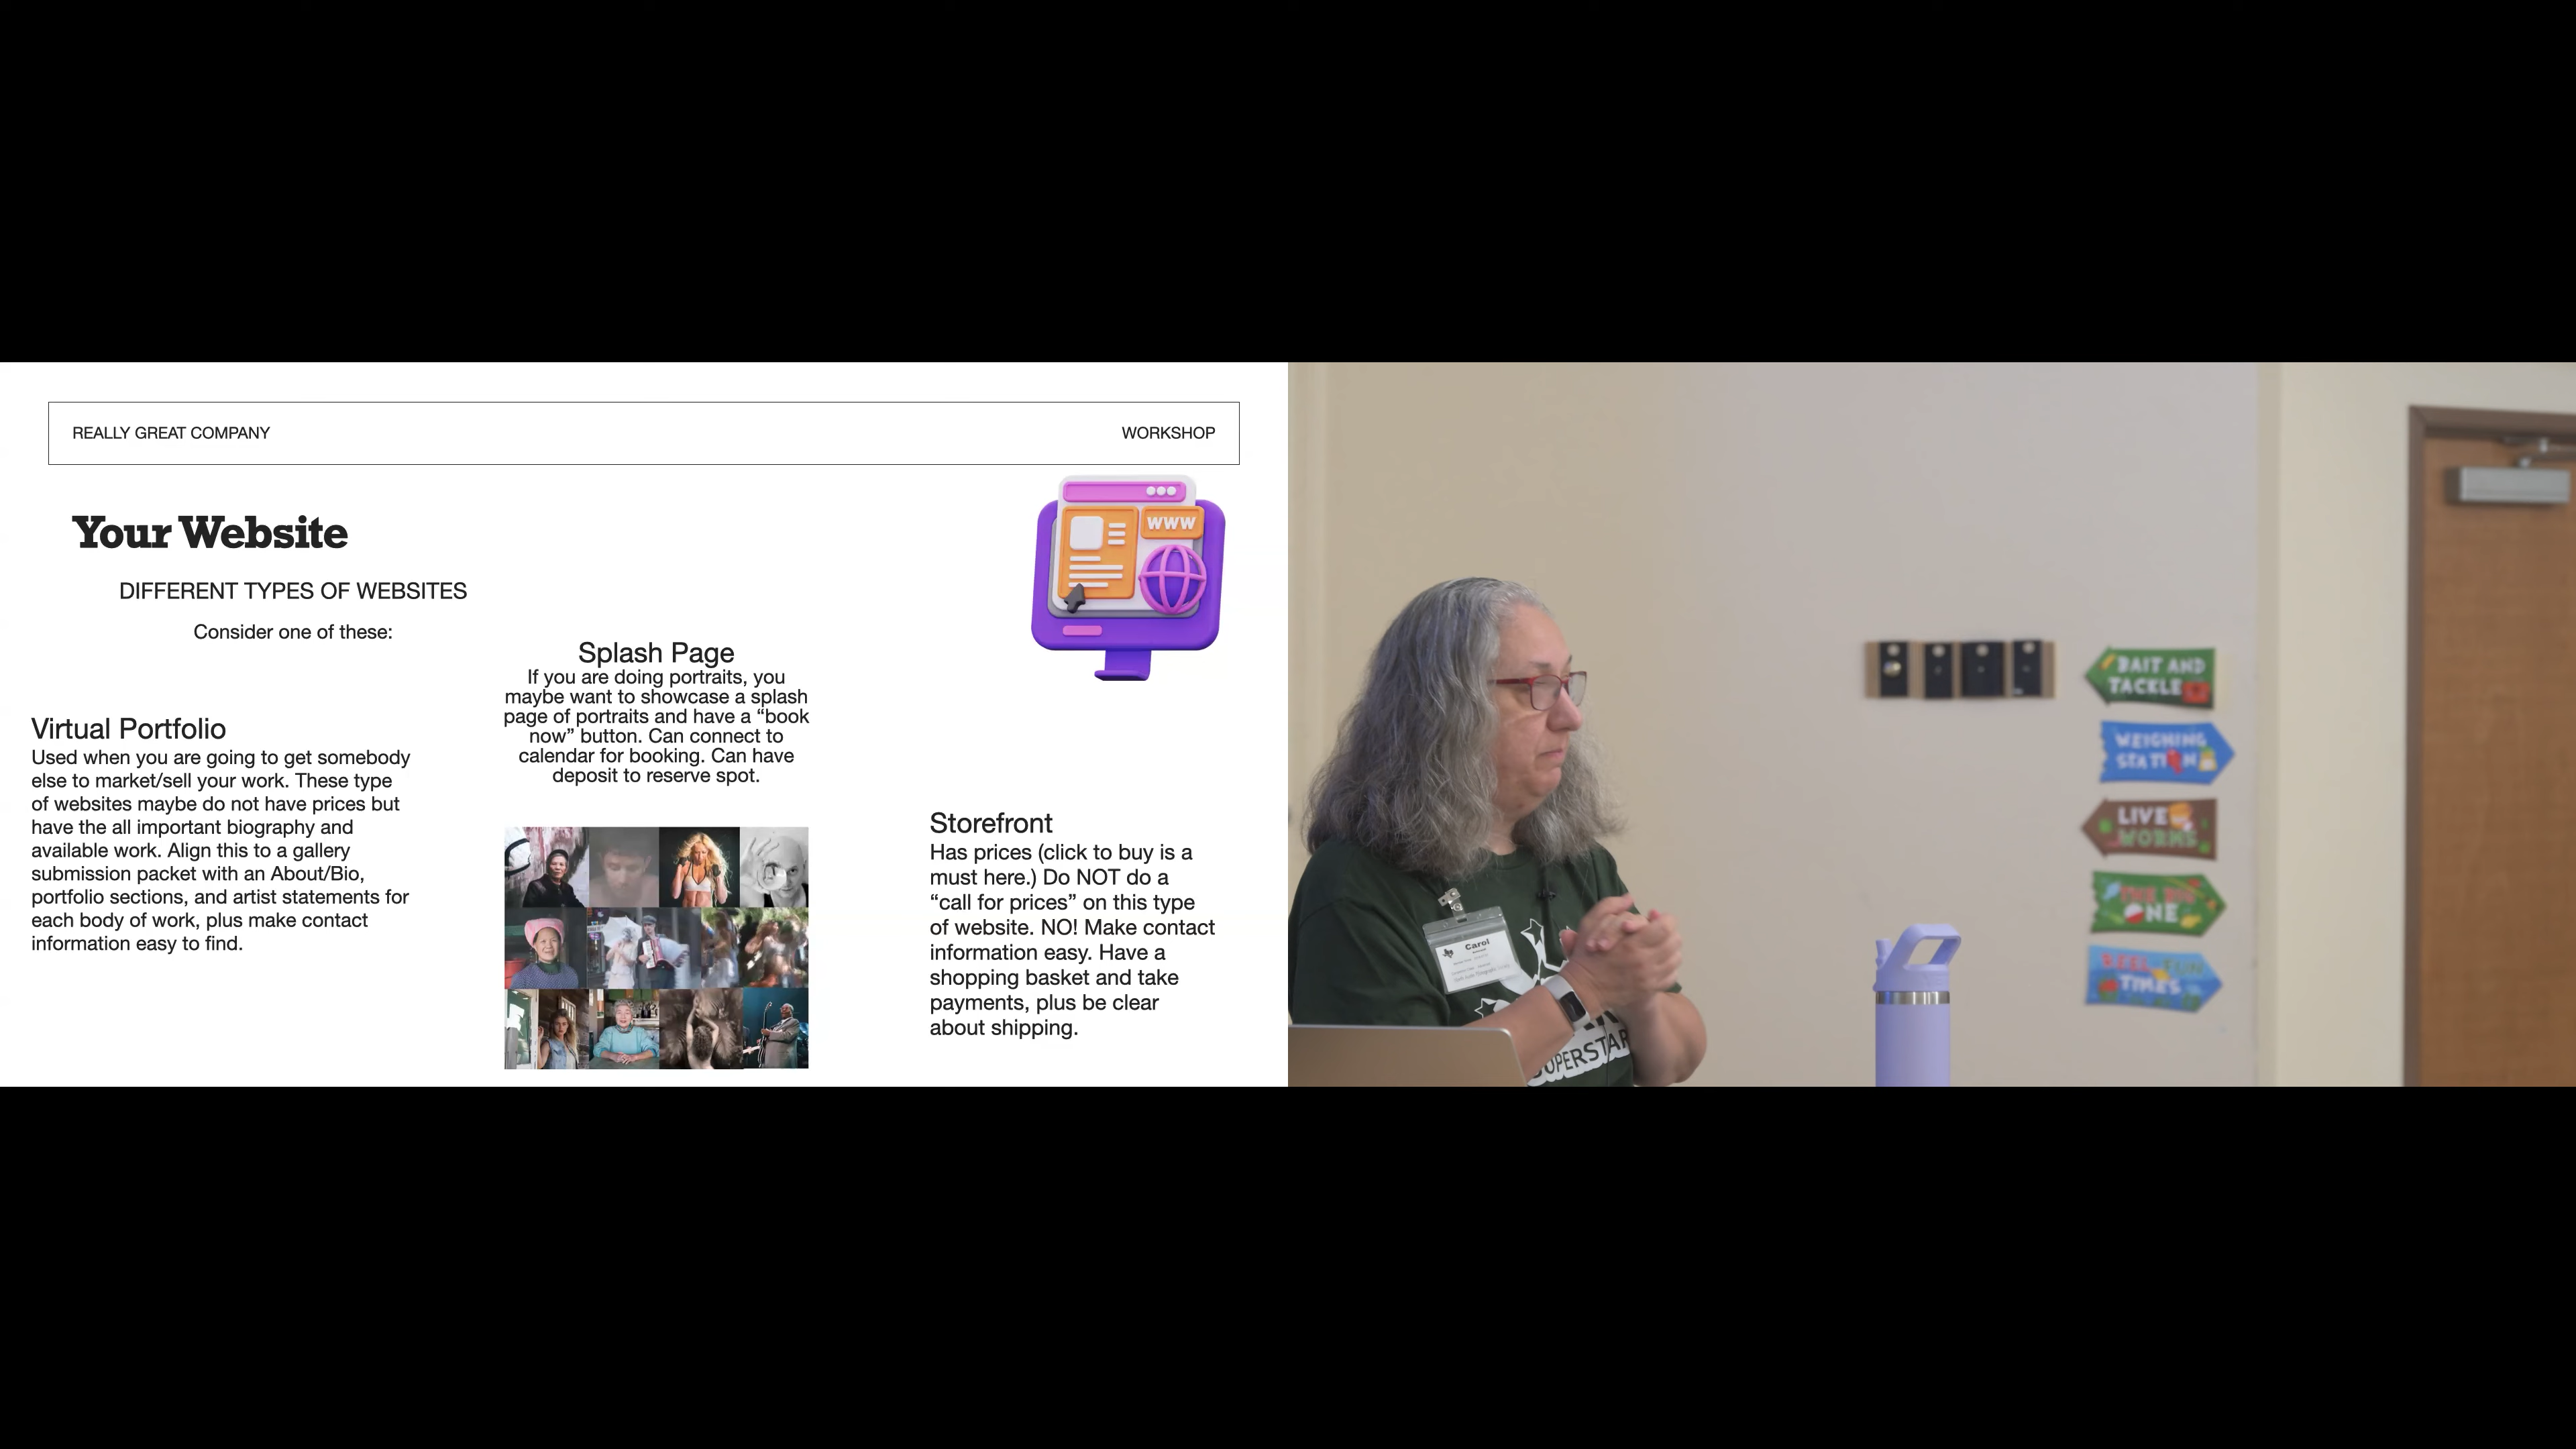 REALLY GREAT COMPANY
WORKSHOP
Your Website
DIFFERENT TYPES OF WEBSITES
Consider one of these:
Virtual Portfolio
Used when you are going to get somebody
else to market/sell your work. These type
of websites maybe do not have prices but
have the all important biography and
available work. Align this to a gallery
submission packet with an About/Bio,
portfolio sections, and artist statements for
each body of work, plus make contact
information easy to find.
Splash Page
If you are doing portraits, you
maybe want to showcase a splash
page of portraits and have a “book
now” button. Can connect to
calendar for booking. Can have
deposit to reserve spot.
WWW
Storefront
Has prices (click to buy is a
must here.) Do NOT do a
“call for prices” on this type
of website. NO! Make contact
information easy. Have a
shopping basket and take
payments, plus be clear
about shipping.
BAIT AND
TACKLE
WEIGHING
STATI N
LIVE
WORMS
THE BIG
ONE
REEL FUN
TIMES
Carol
SUPERSTAR